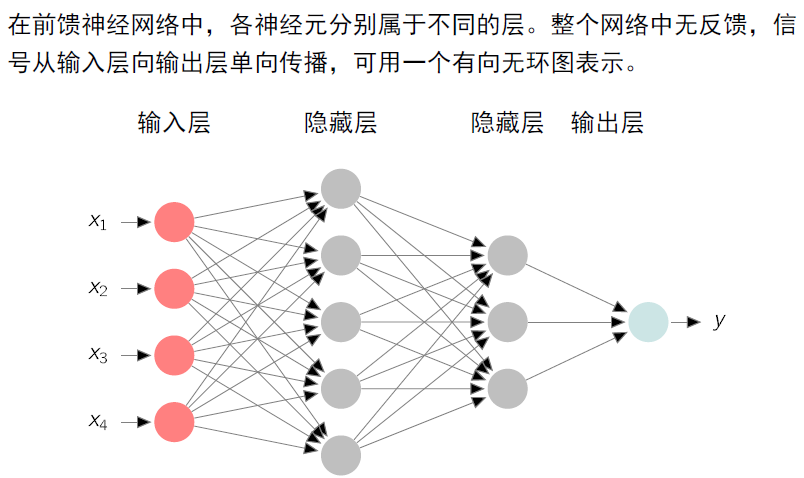 在前馈神经网络中，各神经元分别属于不同的层。整个网络中无反馈，信
号从输入层向输出层单向传播，可用一个有向无环图表示。
输入层 隐藏层 隐藏层 输出层
x₁
x₂
x₃
x₄
y